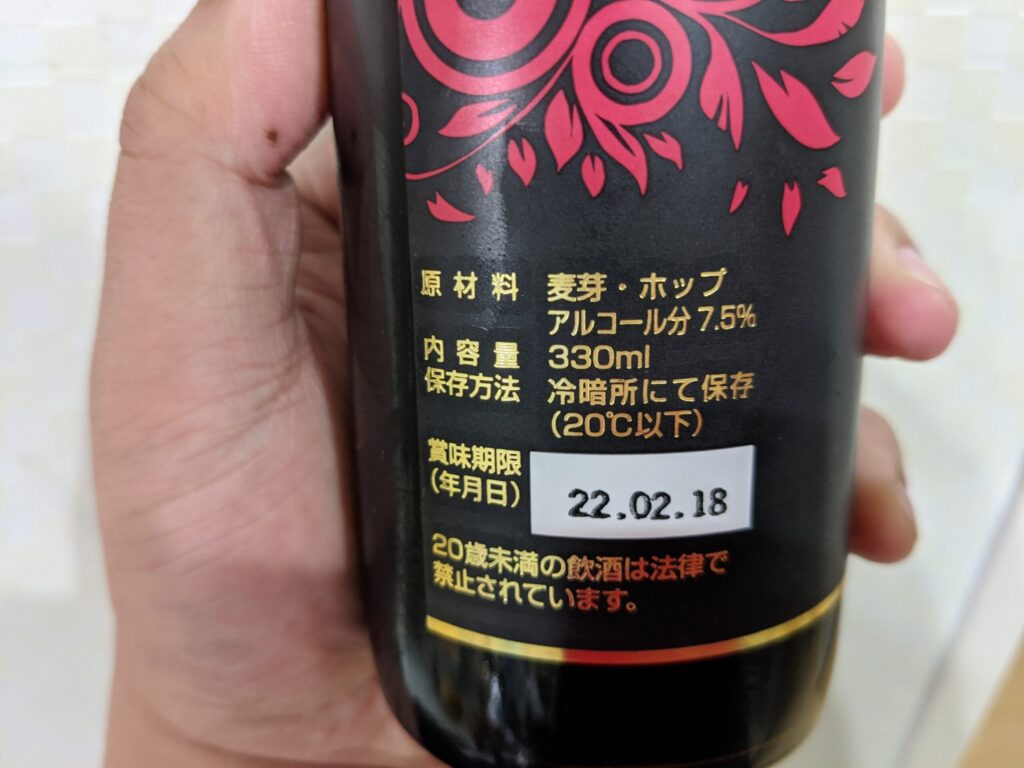 原材料 麦芽・ホップ
アルコール分 7.5%
内容量 330ml
保存方法 冷暗所にて保存
(20℃以下)
賞味期限
(年月日) 22.02.18
20歳未満の飲酒は法律で
禁止されています。